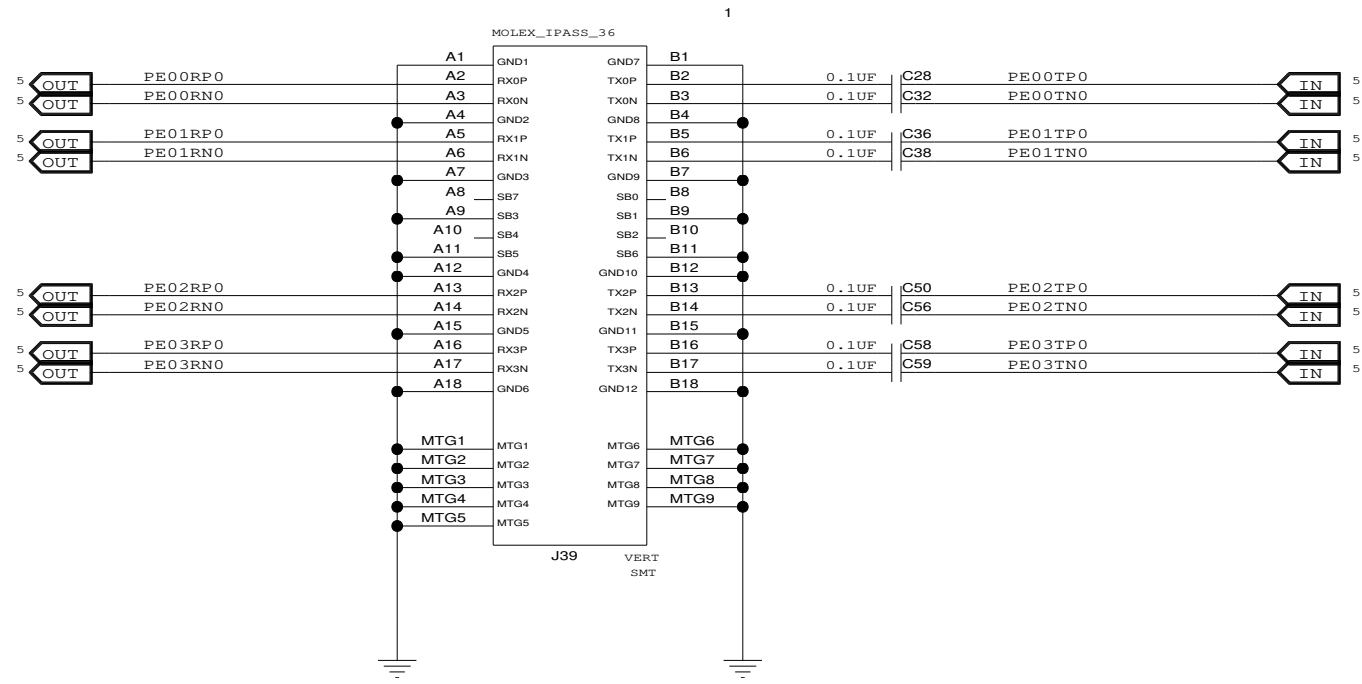 1
MOLEX_IPASS_36
A1 GND1 GND7 B1
5 OUT PE00RP0 A2 RX0P TX0P B2 0.1UF C28 PE00TP0 IN 5
5 OUT PE00RN0 A3 RX0N TX0N B3 0.1UF C32 PE00TN0 IN 5
A4 GND2 GND8 B4
5 OUT PE01RP0 A5 RX1P TX1P B5 0.1UF C36 PE01TP0 IN 5
5 OUT PE01RN0 A6 RX1N TX1N B6 0.1UF C38 PE01TN0 IN 5
A7 GND3 GND9 B7
A8 SB7 SB0 B8
A9 SB3 SB1 B9
A10 SB4 SB2 B10
A11 SB5 SB6 B11
A12 GND4 GND10 B12
5 OUT PE02RP0 A13 RX2P TX2P B13 0.1UF C50 PE02TP0 IN 5
5 OUT PE02RN0 A14 RX2N TX2N B14 0.1UF C56 PE02TN0 IN 5
A15 GND5 GND11 B15
5 OUT PE03RP0 A16 RX3P TX3P B16 0.1UF C58 PE03TP0 IN 5
5 OUT PE03RN0 A17 RX3N TX3N B17 0.1UF C59 PE03TN0 IN 5
A18 GND6 GND12 B18
MTG1 MTG1 MTG6 MTG6
MTG2 MTG2 MTG7 MTG7
MTG3 MTG3 MTG8 MTG8
MTG4 MTG4 MTG9 MTG9
MTG5 MTG5
J39 VERT
SMT